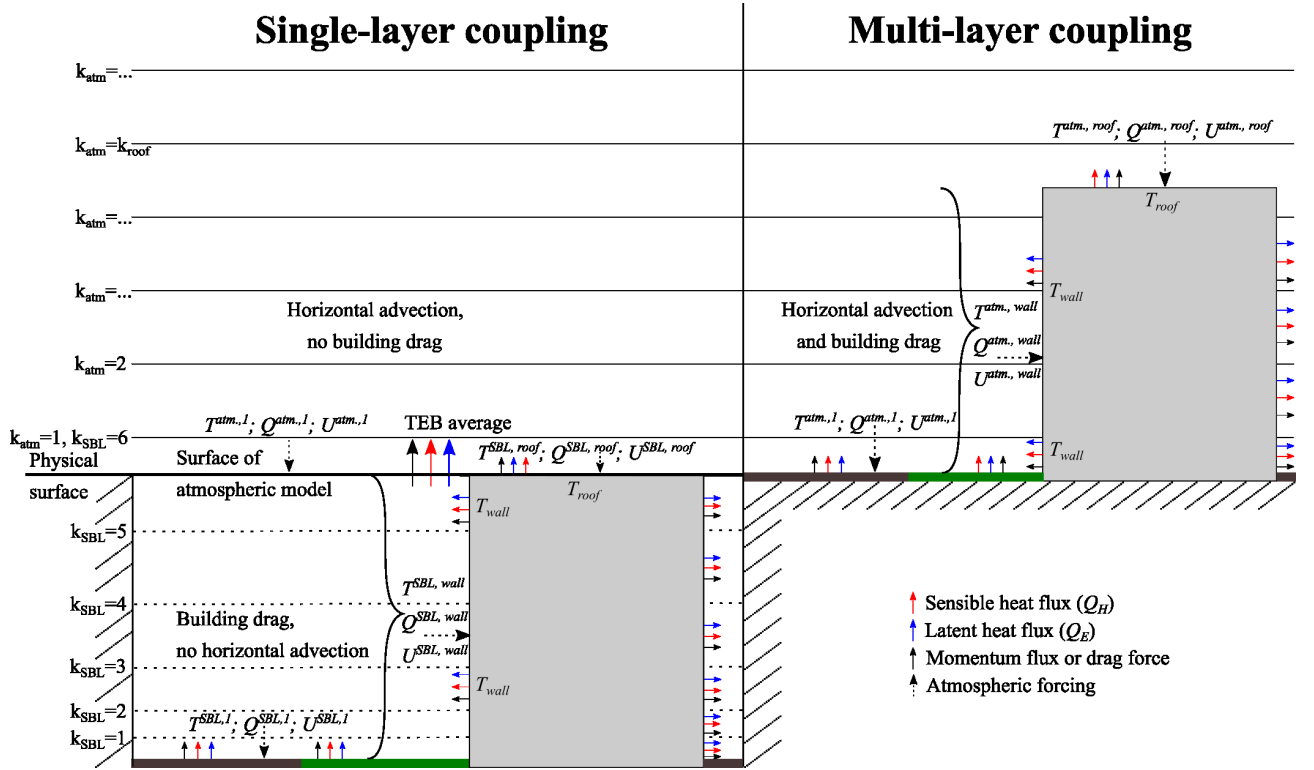 Single-layer coupling
Multi-layer coupling
k_atm=...
k_atm=k_roof
k_atm=...
k_atm=...
k_atm=2
k_atm=1, k_SBL=6
Physical
surface
k_SBL=5
k_SBL=4
k_SBL=3
k_SBL=2
k_SBL=1
Horizontal advection,
no building drag
T^atm.,1; Q^atm.,1; U^atm.,1
TEB average
Surface of
atmospheric model
T^SBL, roof; Q^SBL, roof; U^SBL, roof
T_roof
T_wall
T^SBL, wall
Q^SBL, wall
U^SBL, wall
Building drag,
no horizontal advection
T_wall
T^SBL,1; Q^SBL,1; U^SBL,1
T^atm., roof; Q^atm., roof; U^atm., roof
T_roof
T_wall
Horizontal advection
and building drag
T^atm., wall
Q^atm., wall
U^atm., wall
T^atm.,1; Q^atm.,1; U^atm.,1
T_wall
Sensible heat flux (Q_H)
Latent heat flux (Q_E)
Momentum flux or drag force
Atmospheric forcing